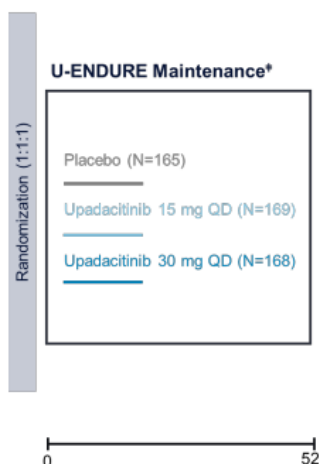 U-ENDURE Maintenance*
Randomization (1:1:1)
Placebo (N=165)
Upadacitinib 15 mg QD (N=169)
Upadacitinib 30 mg QD (N=168)
0 52